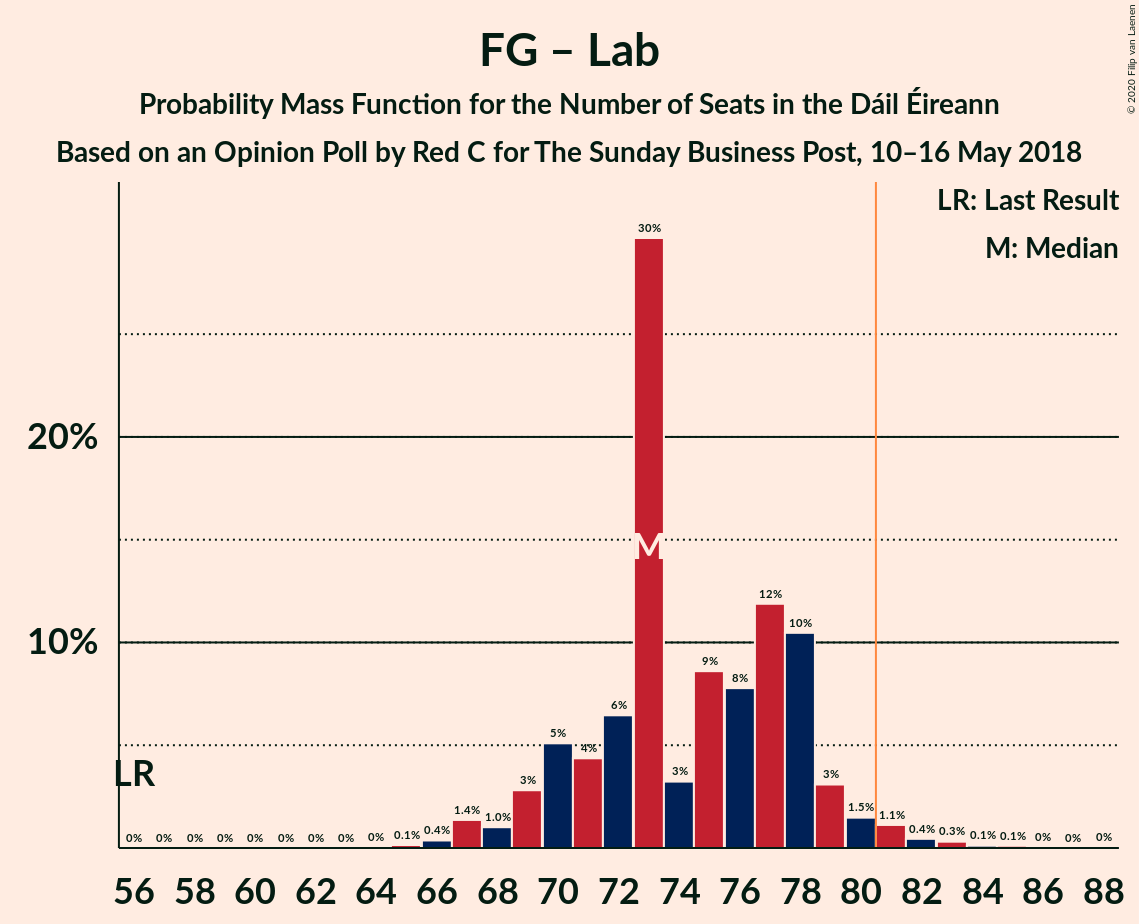 FG – Lab
Probability Mass Function for the Number of Seats in the Dáil Éireann
Based on an Opinion Poll by Red C for The Sunday Business Post, 10–16 May 2018
© 2020 Filip van Laenen
LR: Last Result
M: Median
30%
20%
M
12%
10%
10%
9%
8%
6%
5%
4%
3%
3%
3%
LR
0% 0% 0% 0% 0% 0% 0% 0% 0% 0.1% 0.4% 1.4% 1.0% 1.5% 1.1% 0.4% 0.3% 0.1% 0.1% 0% 0% 0%
56 58 60 62 64 66 68 70 72 74 76 78 80 82 84 86 88